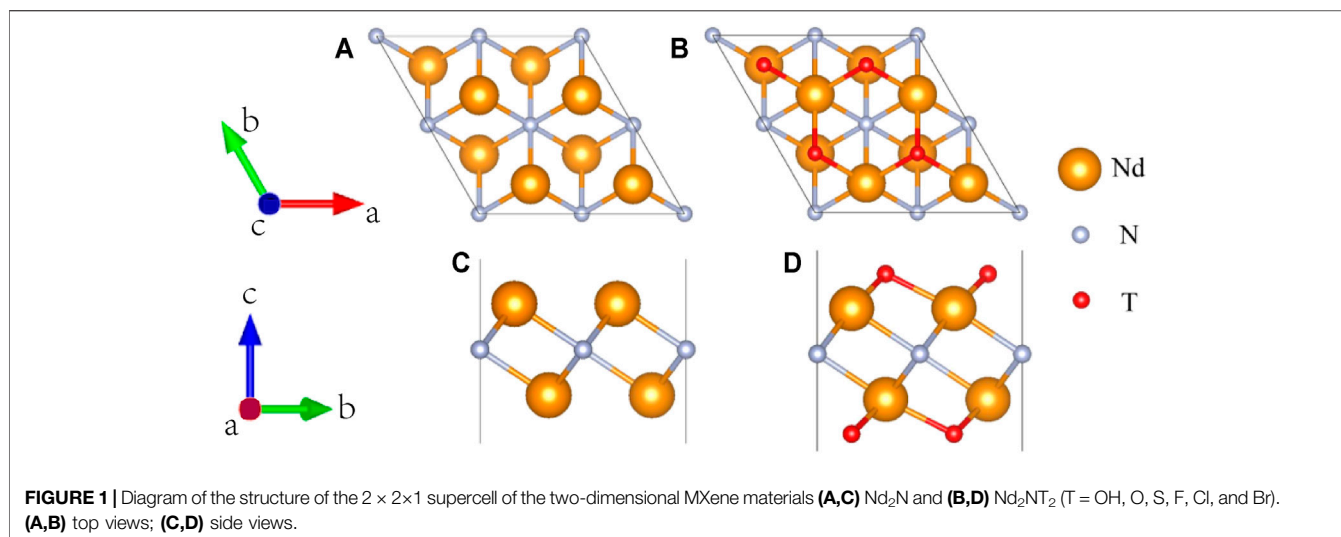 A
B
b
a
c
Nd
N
T
C
D
c
b
a
FIGURE 1 | Diagram of the structure of the 2 × 2×1 supercell of the two-dimensional MXene materials (A,C) Nd₂N and (B,D) Nd₂NT₂ (T = OH, O, S, F, Cl, and Br).
(A,B) top views; (C,D) side views.